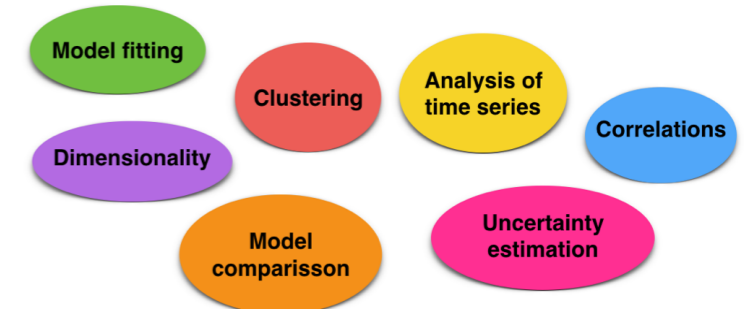 Model fitting
Clustering
Analysis of
time series
Correlations
Dimensionality
Model
comparisson
Uncertainty
estimation